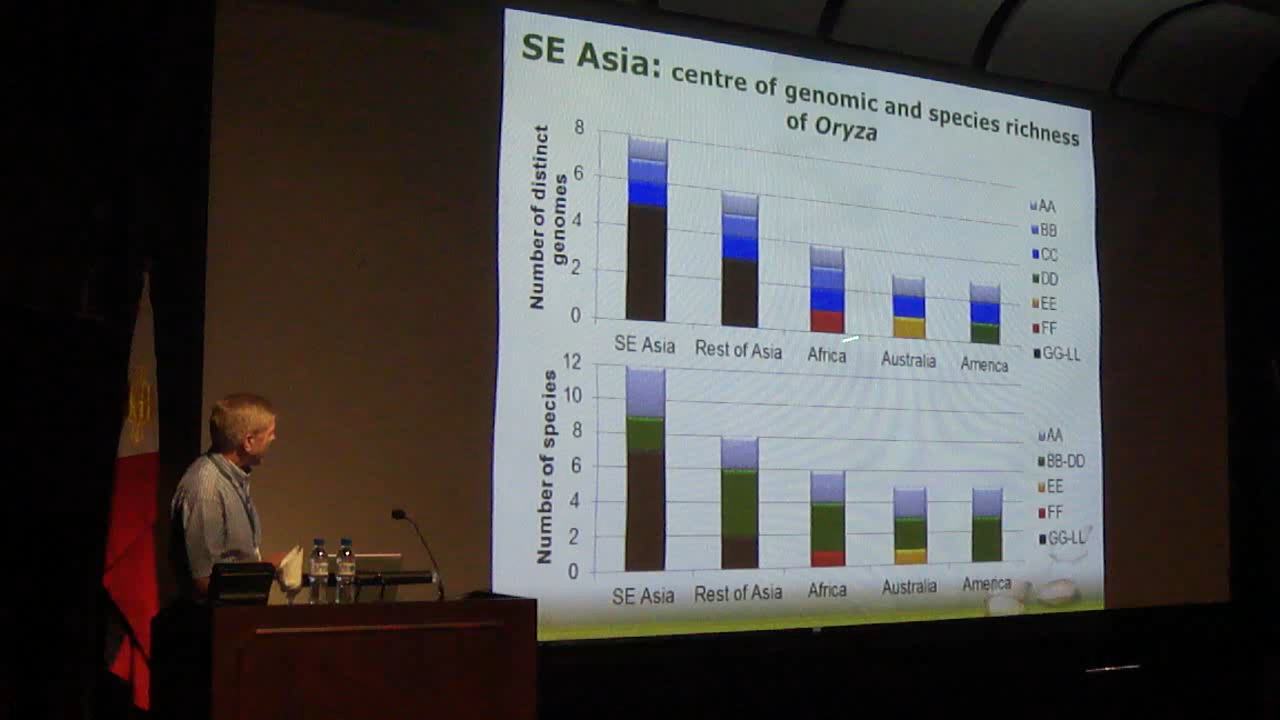 SE Asia: centre of genomic and species richness
of Oryza
Number of distinct
genomes
8
6
4
2
0
SE Asia
Rest of Asia
Africa
Australia
America
AA
BB
CC
DD
EE
FF
GG-LL
Number of species
12
10
8
6
4
2
0
SE Asia
Rest of Asia
Africa
Australia
America
AA
BB-DD
EE
FF
GG-LL